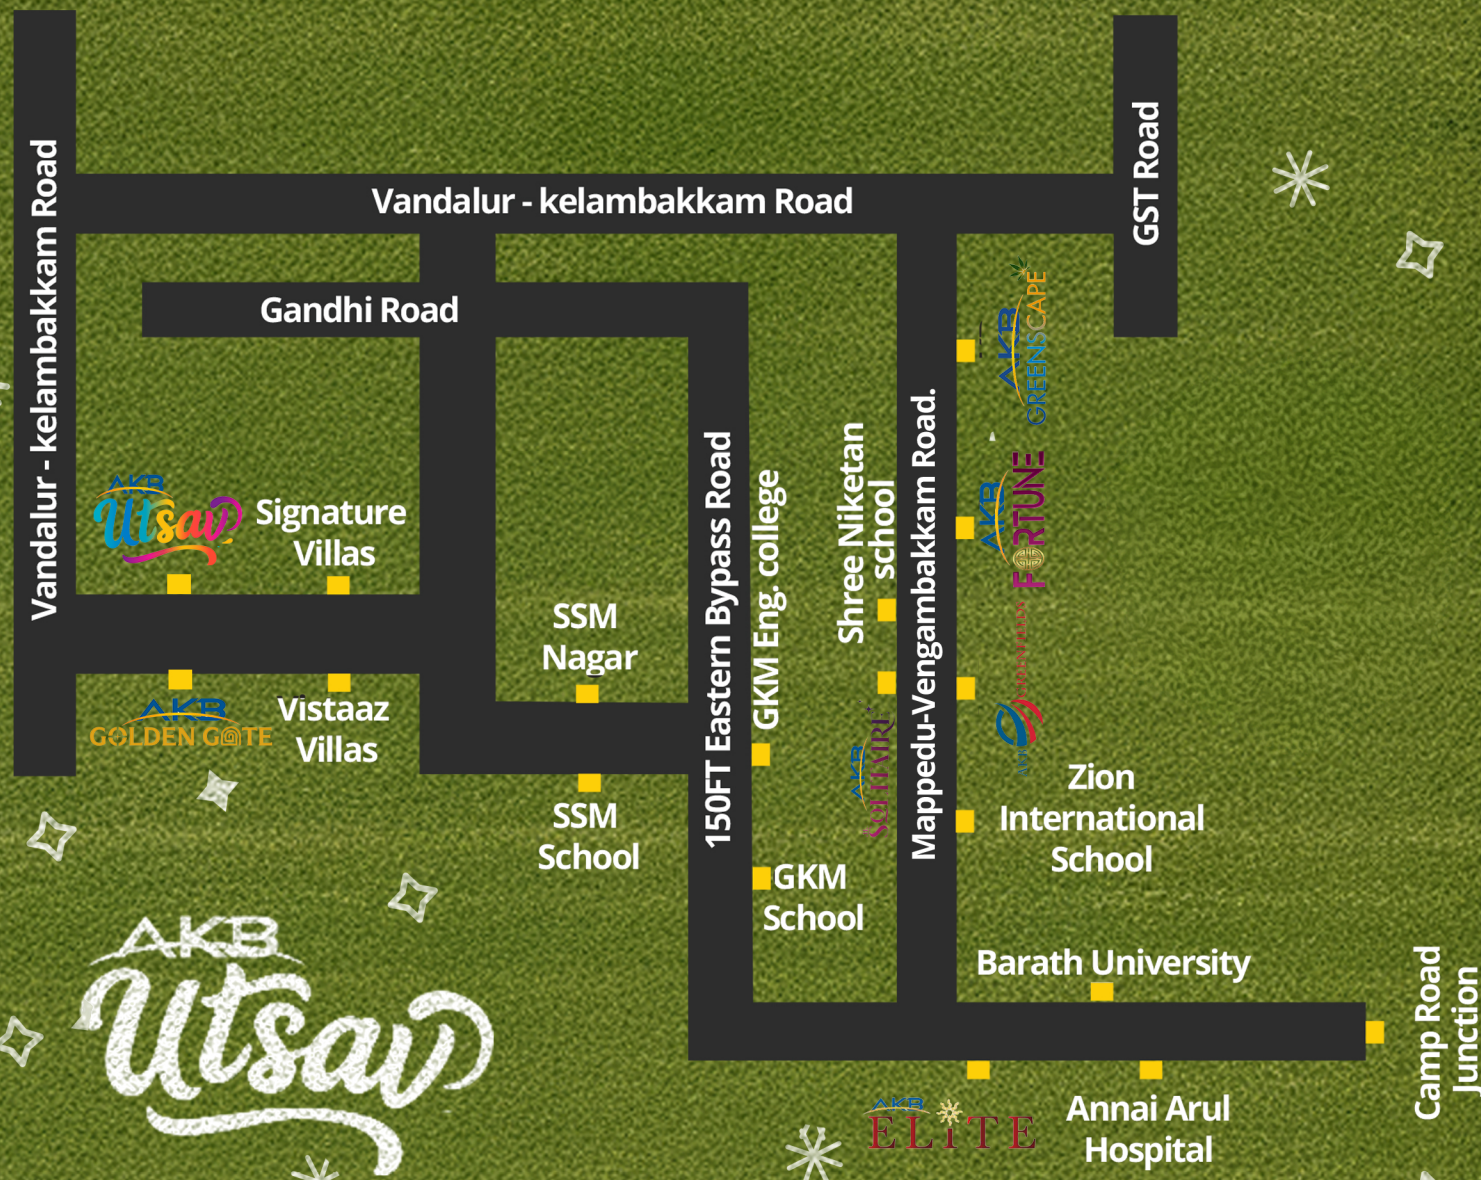 GST Road
Vandalur - kelambakkam Road
Vandalur - kelambakkam Road
Gandhi Road
AKB
GREENSCAPE
Mappedu-Vengambakkam Road.
Shree Niketan
school
150FT Eastern Bypass Road
GKM Eng. college
AKB
FORTUNE
AKB
Utsav
Signature
Villas
SSM
Nagar
AKB
GOLDEN GATE
Vistaaz
Villas
AKB
SOLITAIRE
Zion
International
School
SSM
School
GKM
School
AKB
Utsav
Barath University
Camp Road
Junction
AKB
ELiTE
Annai Arul
Hospital